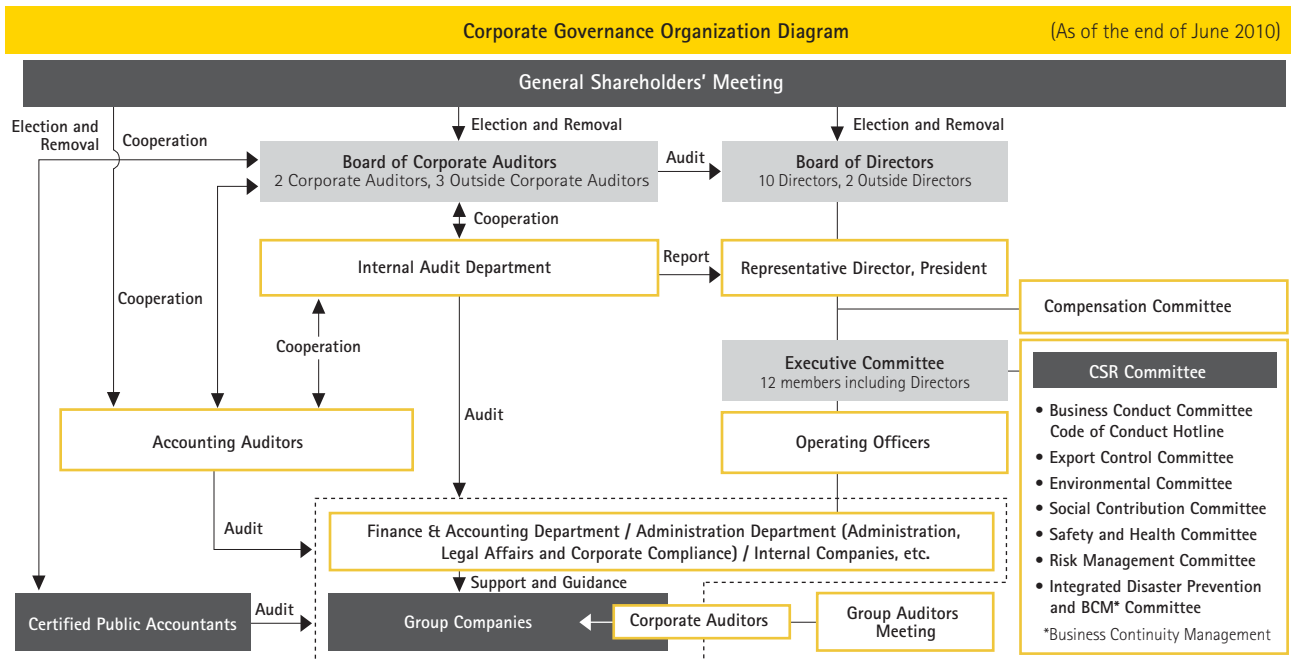 Corporate Governance Organization Diagram
(As of the end of June 2010)
General Shareholders' Meeting
Election and
Removal
Cooperation
Election and Removal
Election and Removal
Board of Corporate Auditors
2 Corporate Auditors, 3 Outside Corporate Auditors
Audit
Board of Directors
10 Directors, 2 Outside Directors
Cooperation
Internal Audit Department
Report
Representative Director, President
Cooperation
Compensation Committee
Cooperation
Executive Committee
12 members including Directors
CSR Committee
• Business Conduct Committee
Code of Conduct Hotline
• Export Control Committee
• Environmental Committee
• Social Contribution Committee
• Safety and Health Committee
• Risk Management Committee
• Integrated Disaster Prevention
and BCM* Committee
*Business Continuity Management
Audit
Accounting Auditors
Operating Officers
Audit
Finance & Accounting Department / Administration Department (Administration,
Legal Affairs and Corporate Compliance) / Internal Companies, etc.
Support and Guidance
Certified Public Accountants
Audit
Group Companies
Corporate Auditors
Group Auditors
Meeting